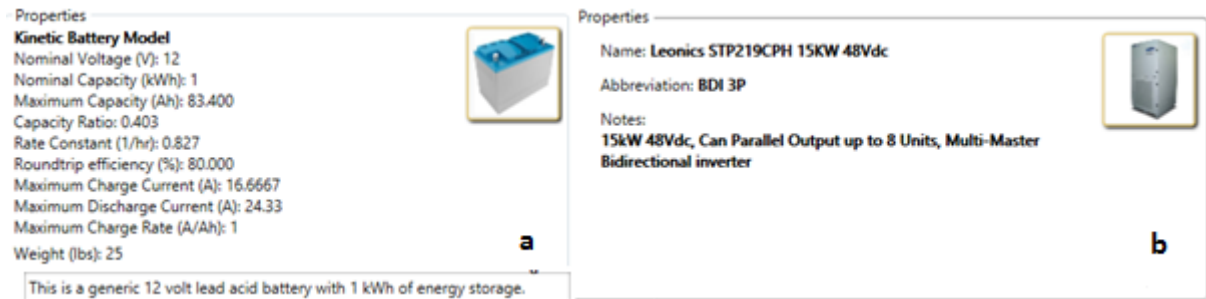 Properties
Kinetic Battery Model
Nominal Voltage (V): 12
Nominal Capacity (kWh): 1
Maximum Capacity (Ah): 83.400
Capacity Ratio: 0.403
Rate Constant (1/hr): 0.827
Roundtrip efficiency (%): 80.000
Maximum Charge Current (A): 16.6667
Maximum Discharge Current (A): 24.33
Maximum Charge Rate (A/Ah): 1
Weight (lbs): 25
a
This is a generic 12 volt lead acid battery with 1 kWh of energy storage.
Properties
Name: Leonics STP219CPH 15KW 48Vdc
Abbreviation: BDI 3P
Notes:
15kW 48Vdc, Can Parallel Output up to 8 Units, Multi-Master
Bidirectional inverter
b